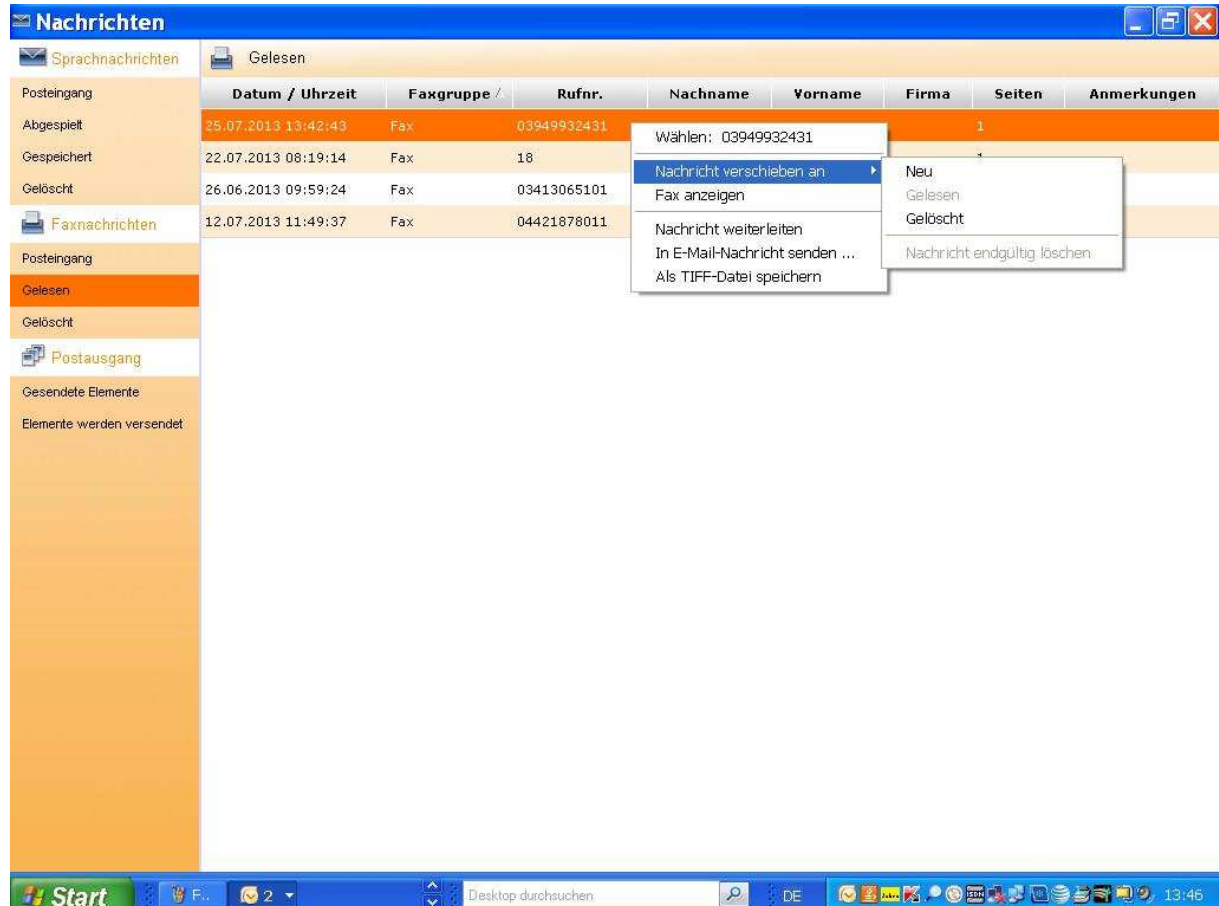 Nachrichten
Sprachnachrichten
Posteingang
Abgespielt
Gespeichert
Gelöscht
Faxnachrichten
Posteingang
Gelesen
Gelöscht
Postausgang
Gesendete Elemente
Elemente werden versendet
Gelesen
Datum / Uhrzeit Faxgruppe Rufnr. Nachname Vorname Firma Seiten Anmerkungen
25.07.2013 13:42:43 Fax 03949932431 1
22.07.2013 08:19:14 Fax 18
26.06.2013 09:59:24 Fax 03413065101
12.07.2013 11:49:37 Fax 04421878011
Wählen: 03949932431
Nachricht verschieben an
Fax anzeigen
Nachricht weiterleiten
In E-Mail-Nachricht senden ...
Als TIFF-Datei speichern
Neu
Gelesen
Gelöscht
Nachricht endgültig löschen
Start F.. 2 Desktop durchsuchen DE 13:46